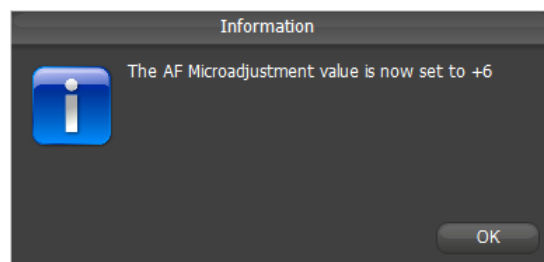 Information
The AF Microadjustment value is now set to +6
OK